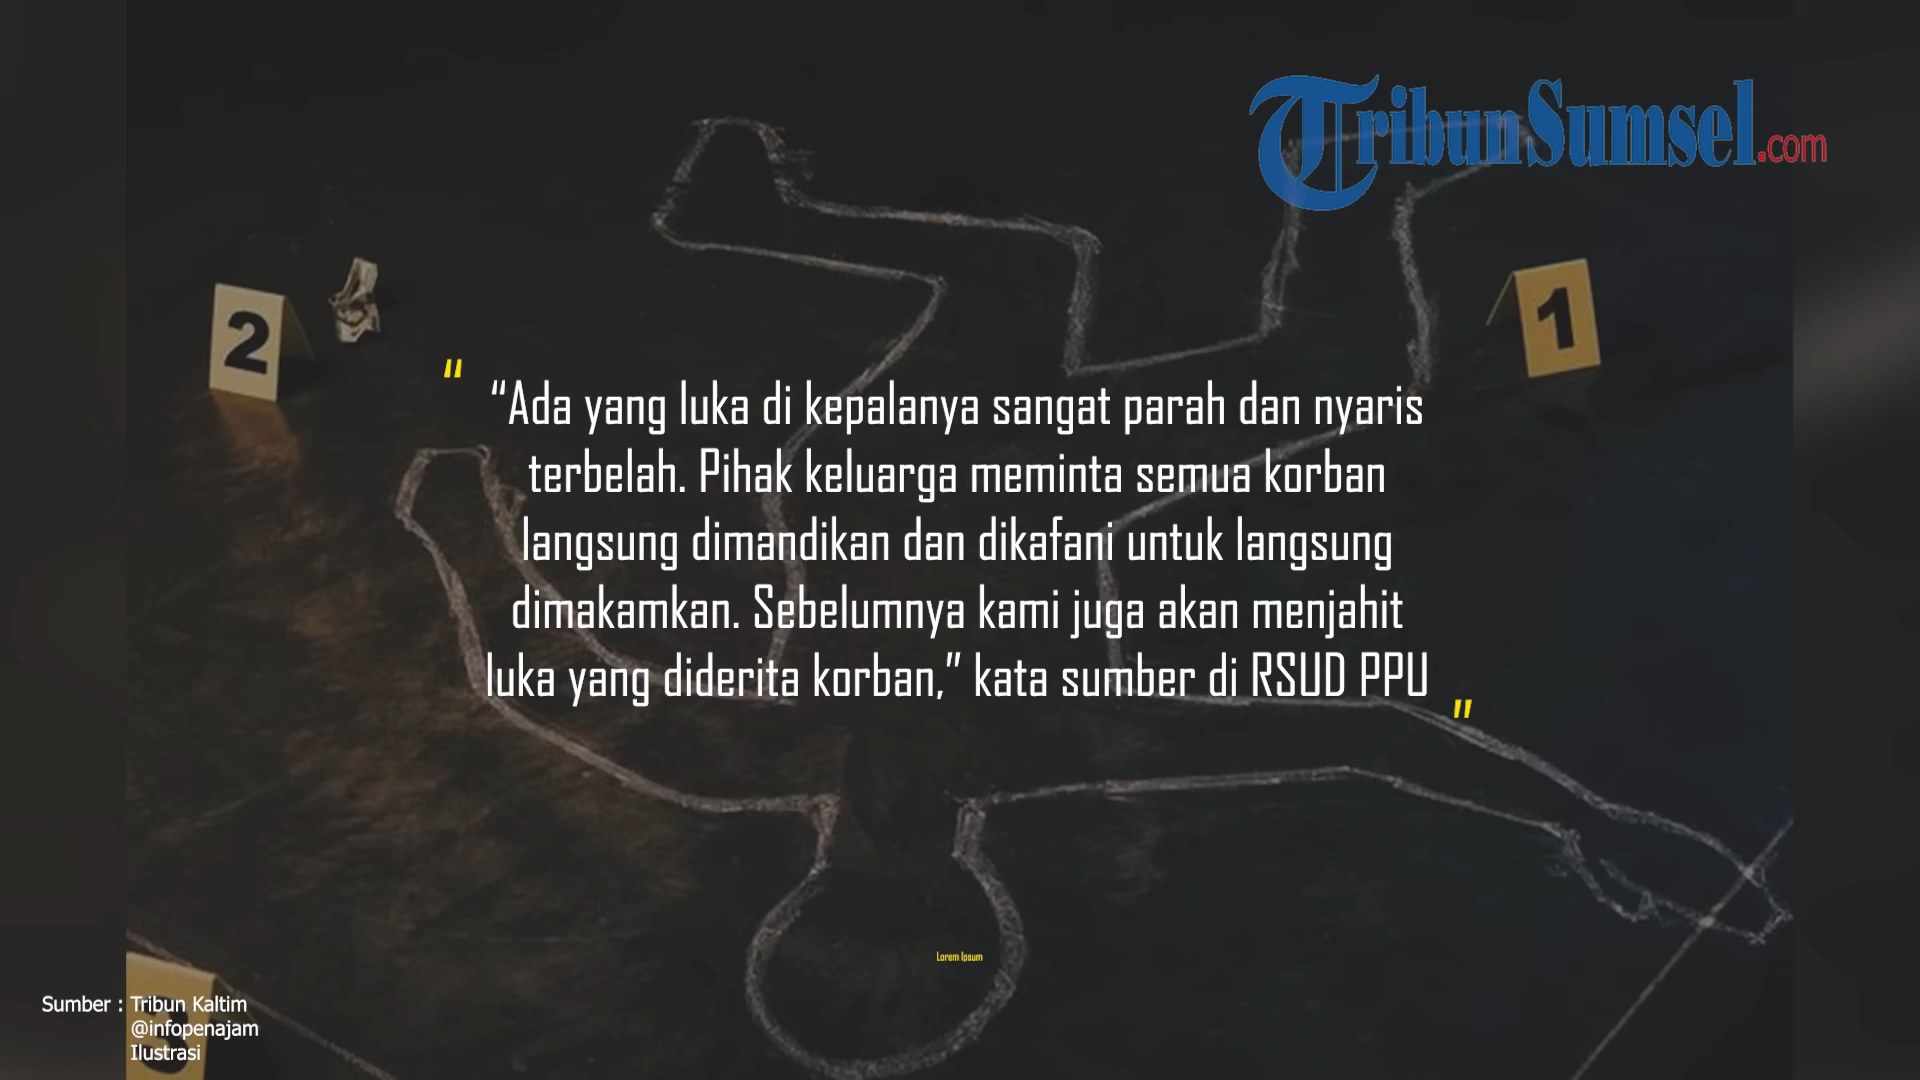 TribunSumsel.com
2
1
"
“Ada yang luka di kepalanya sangat parah dan nyaris
terbelah. Pihak keluarga meminta semua korban
langsung dimandikan dan dikafani untuk langsung
dimakamkan. Sebelumnya kami juga akan menjahit
luka yang diderita korban,” kata sumber di RSUD PPU
"
Lorem Ipsum
3
Sumber : Tribun Kaltim
@infopenajam
Ilustrasi